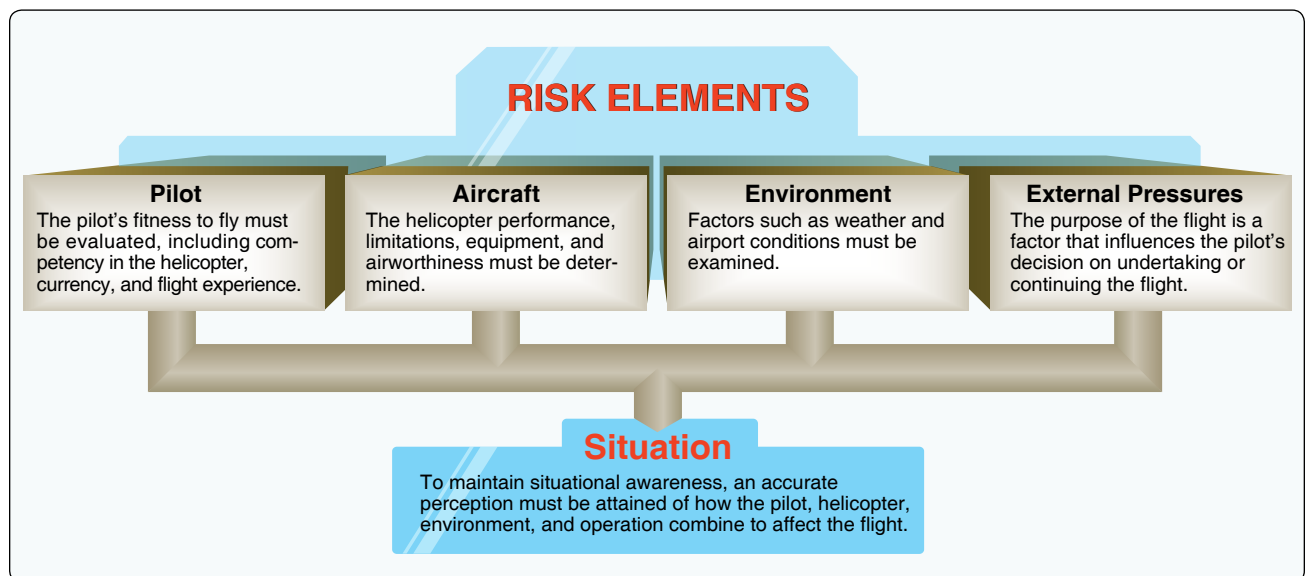 RISK ELEMENTS
Pilot
The pilot’s fitness to fly must
be evaluated, including com-
petency in the helicopter,
currency, and flight experience.
Aircraft
The helicopter performance,
limitations, equipment, and
airworthiness must be deter-
mined.
Environment
Factors such as weather and
airport conditions must be
examined.
External Pressures
The purpose of the flight is a
factor that influences the pilot’s
decision on undertaking or
continuing the flight.
Situation
To maintain situational awareness, an accurate
perception must be attained of how the pilot, helicopter,
environment, and operation combine to affect the flight.